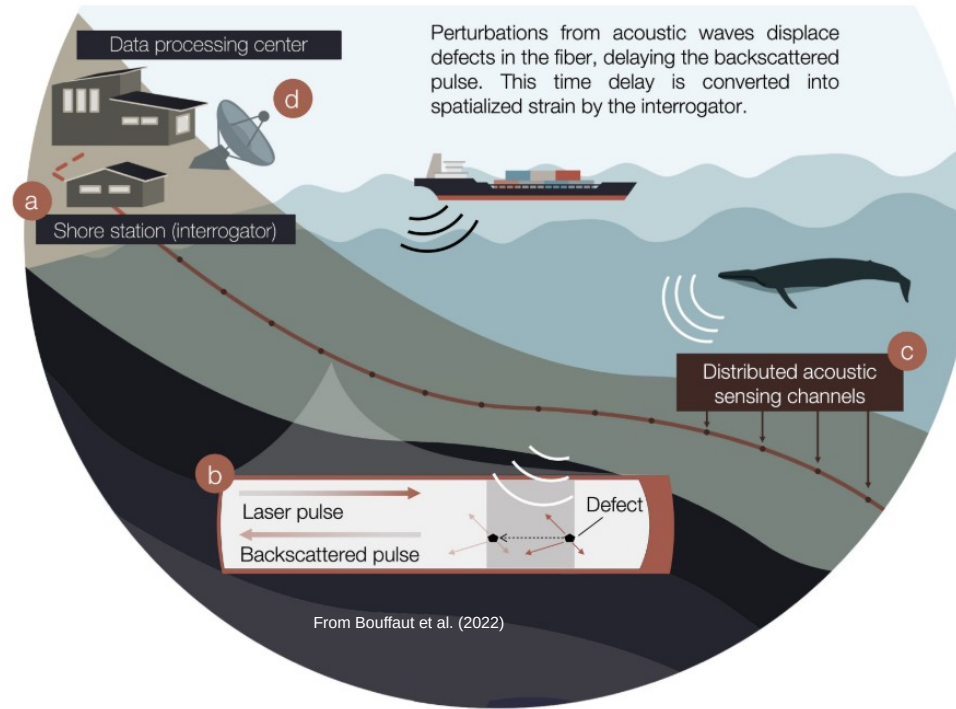 Data processing center
Perturbations from acoustic waves displace
defects in the fiber, delaying the backscattered
pulse. This time delay is converted into
spatialized strain by the interrogator.
d
a
Shore station (interrogator)
c
Distributed acoustic
sensing channels
b
Laser pulse
Defect
Backscattered pulse
From Bouffaut et al. (2022)